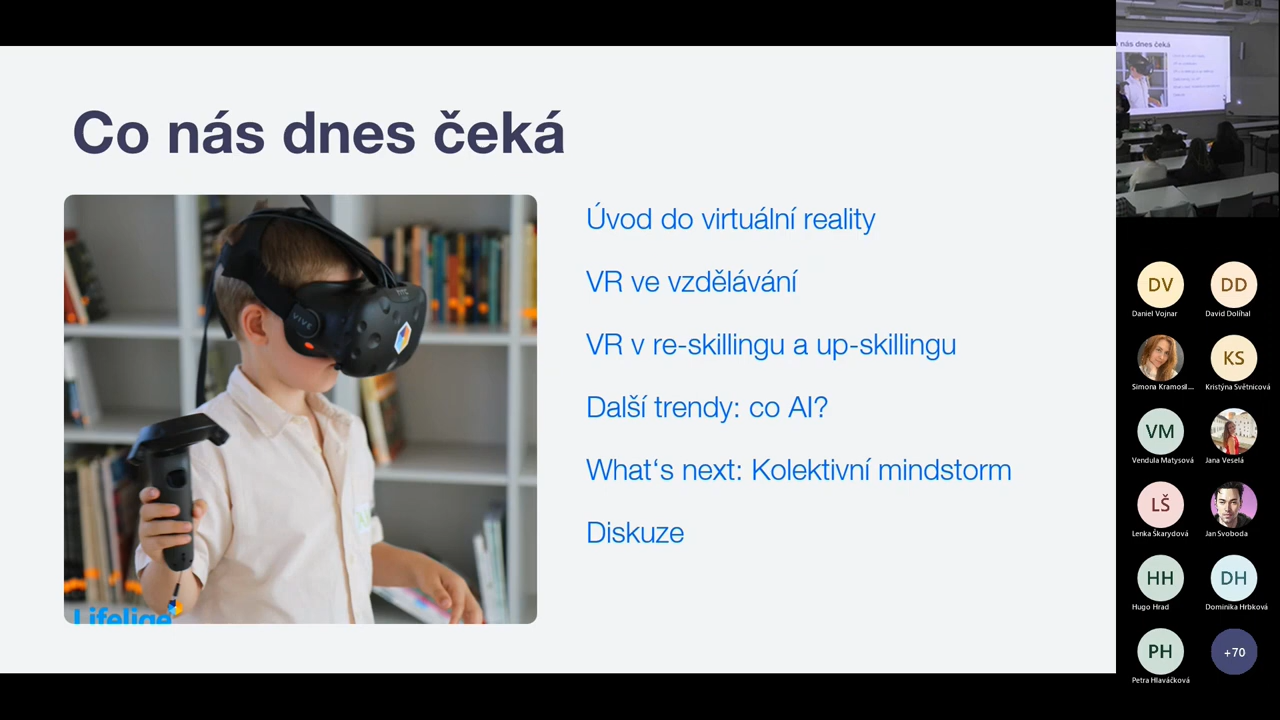 Co nás dnes čeká
Úvod do virtuální reality
VR ve vzdělávání
VR v re-skillingu a up-skillingu
Další trendy: co AI?
What‘s next: Kolektivní mindstorm
Diskuze
VIVE
Lifeliqe
nás dnes čeká
DV
Daniel Vojnar
DD
David Dolíhal
Simona Kramosil...
KS
Kristýna Světnicová
VM
Vendula Matysová
Jana Veselá
LŠ
Lenka Škarydová
Jan Svoboda
HH
Hugo Hrad
DH
Dominika Hrbková
PH
Petra Hlaváčková
+70